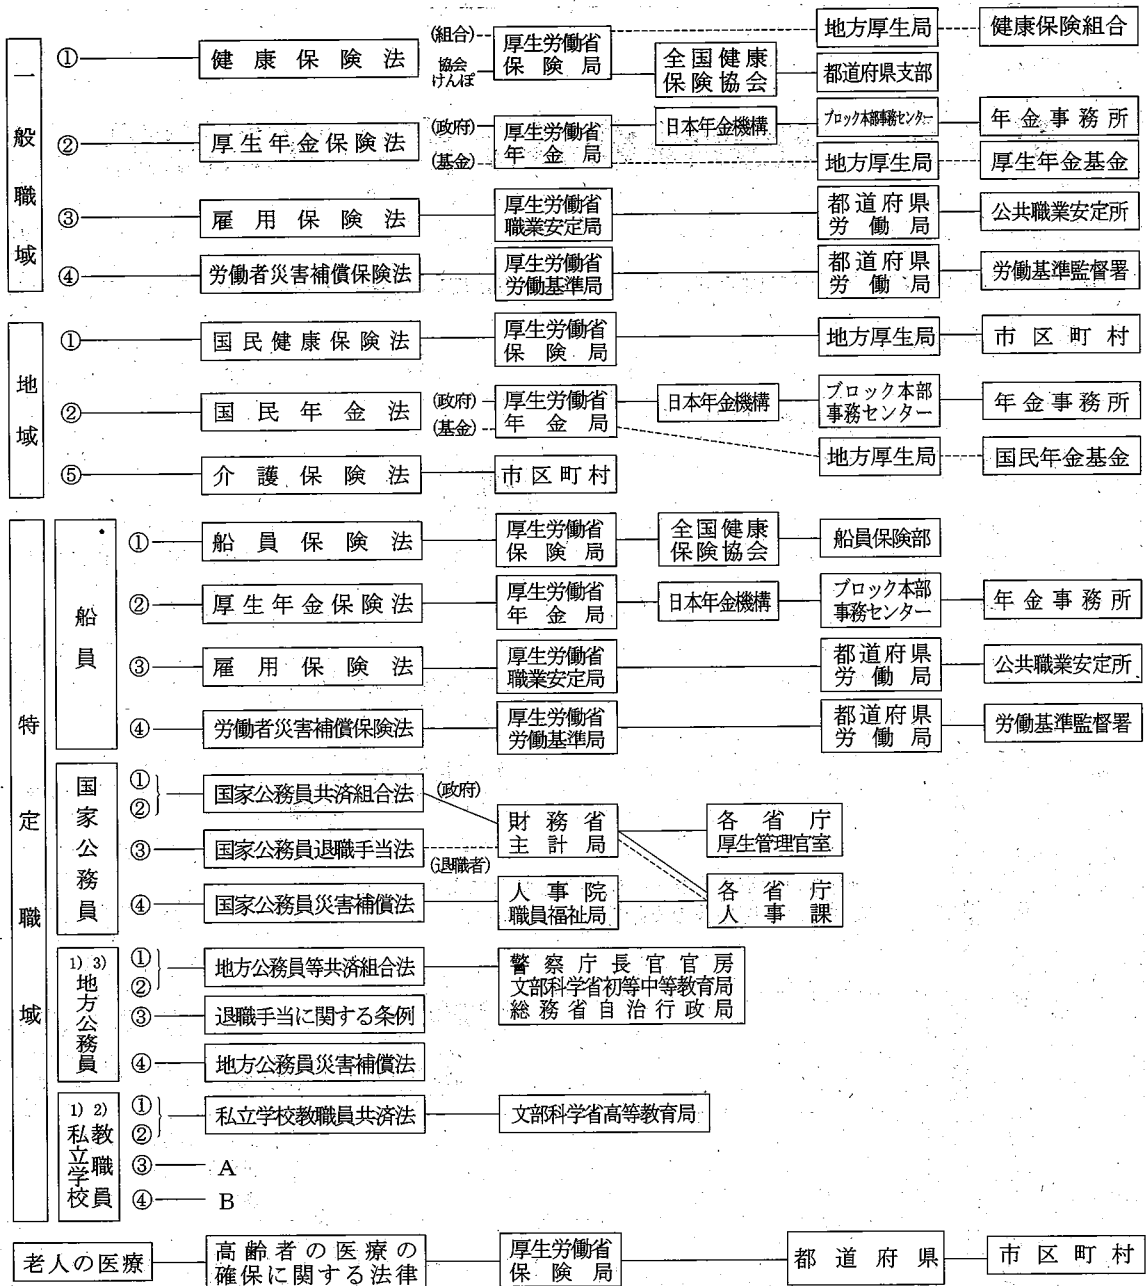 一般職域
① 健康保険法 (組合) 厚生労働省保険局 地方厚生局 健康保険組合
協会けんぽ 全国健康保険協会 都道府県支部
② 厚生年金保険法 (政府) 厚生労働省年金局 日本年金機構 ブロック本部事務センター 年金事務所
(基金) 地方厚生局 厚生年金基金
③ 雇用保険法 厚生労働省職業安定局 都道府県労働局 公共職業安定所
④ 労働者災害補償保険法 厚生労働省労働基準局 都道府県労働局 労働基準監督署
地域
① 国民健康保険法 厚生労働省保険局 地方厚生局 市区町村
② 国民年金法 (政府) 厚生労働省年金局 日本年金機構 ブロック本部事務センター 年金事務所
(基金) 地方厚生局 国民年金基金
⑤ 介護保険法 市区町村
特定職域
船員
① 船員保険法 厚生労働省保険局 全国健康保険協会 船員保険部
② 厚生年金保険法 厚生労働省年金局 日本年金機構 ブロック本部事務センター 年金事務所
③ 雇用保険法 厚生労働省職業安定局 都道府県労働局 公共職業安定所
④ 労働者災害補償保険法 厚生労働省労働基準局 都道府県労働局 労働基準監督署
国家公務員
①② 国家公務員共済組合法 (政府) 財務省主計局 各省庁厚生管理官室
③ 国家公務員退職手当法 (退職者)
④ 国家公務員災害補償法 人事院職員福祉局 各省庁人事課
1) 3) 地方公務員
①② 地方公務員等共済組合法 警察庁長官官房
文部科学省初等中等教育局
総務省自治行政局
③ 退職手当に関する条例
④ 地方公務員災害補償法
1) 2) 私立学校教職員
①② 私立学校教職員共済法 文部科学省高等教育局
③ A
④ B
老人の医療 高齢者の医療の確保に関する法律 厚生労働省保険局 都道府県 市区町村